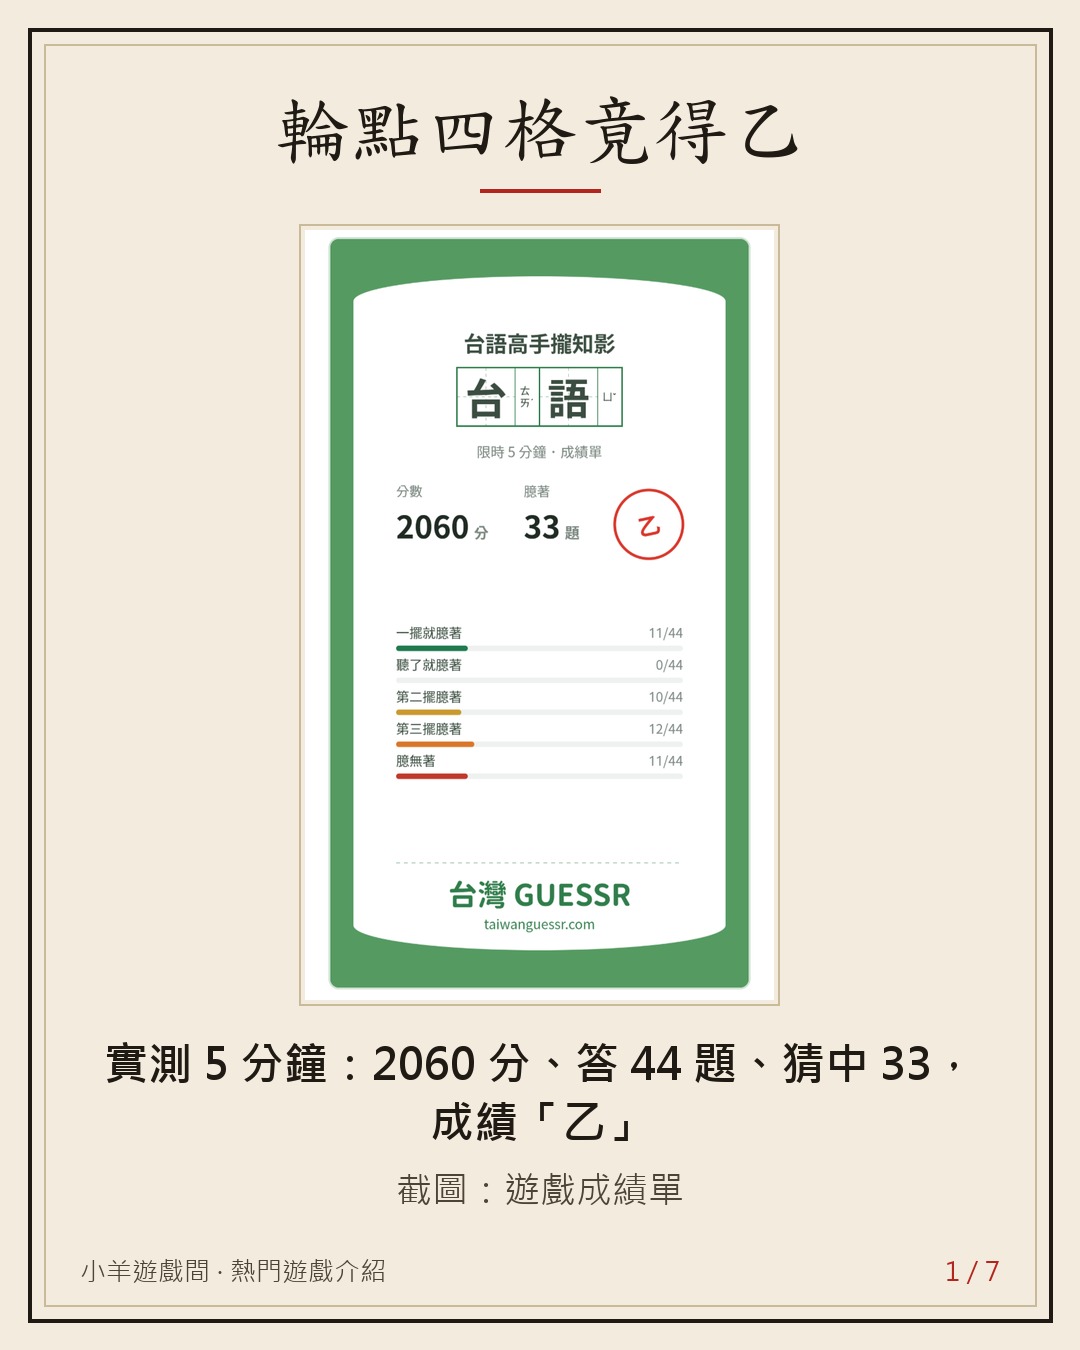 輪點四格竟得乙
台語高手攏知影
台 ㄊㄞˊ 語 ㄩˇ
限時 5 分鐘・成績單
分數 臆著
2060 分 33 題 乙
一擺就臆著 11/44
聽了就臆著 0/44
第二擺臆著 10/44
第三擺臆著 12/44
臆無著 11/44
台灣 GUESSR
taiwanguessr.com
實測 5 分鐘：2060 分、答 44 題、猜中 33，
成績「乙」
截圖：遊戲成績單
小羊遊戲間 · 熱門遊戲介紹 1 / 7